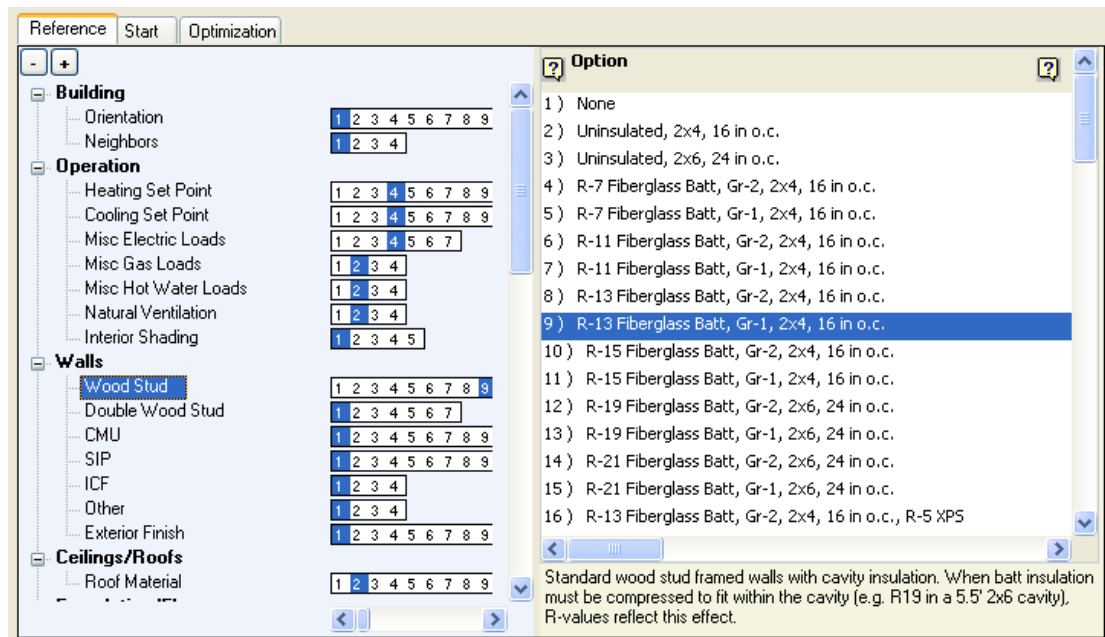 Reference Start Optimization
- +
Building
Orientation 1 2 3 4 5 6 7 8 9
Neighbors 1 2 3 4
Operation
Heating Set Point 1 2 3 4 5 6 7 8 9
Cooling Set Point 1 2 3 4 5 6 7 8 9
Misc Electric Loads 1 2 3 4 5 6 7
Misc Gas Loads 1 2 3 4
Misc Hot Water Loads 1 2 3 4
Natural Ventilation 1 2 3 4
Interior Shading 1 2 3 4 5
Walls
Wood Stud 1 2 3 4 5 6 7 8 9
Double Wood Stud 1 2 3 4 5 6 7
CMU 1 2 3 4 5 6 7 8 9
SIP 1 2 3 4 5 6 7 8 9
ICF 1 2 3 4
Other 1 2 3 4
Exterior Finish 1 2 3 4 5 6 7 8 9
Ceilings/Roofs
Roof Material 1 2 3 4 5 6 7 8 9
? Option ?
1 ) None
2 ) Uninsulated, 2x4, 16 in o.c.
3 ) Uninsulated, 2x6, 24 in o.c.
4 ) R-7 Fiberglass Batt, Gr-2, 2x4, 16 in o.c.
5 ) R-7 Fiberglass Batt, Gr-1, 2x4, 16 in o.c.
6 ) R-11 Fiberglass Batt, Gr-2, 2x4, 16 in o.c.
7 ) R-11 Fiberglass Batt, Gr-1, 2x4, 16 in o.c.
8 ) R-13 Fiberglass Batt, Gr-2, 2x4, 16 in o.c.
9 ) R-13 Fiberglass Batt, Gr-1, 2x4, 16 in o.c.
10 ) R-15 Fiberglass Batt, Gr-2, 2x4, 16 in o.c.
11 ) R-15 Fiberglass Batt, Gr-1, 2x4, 16 in o.c.
12 ) R-19 Fiberglass Batt, Gr-2, 2x6, 24 in o.c.
13 ) R-19 Fiberglass Batt, Gr-1, 2x6, 24 in o.c.
14 ) R-21 Fiberglass Batt, Gr-2, 2x6, 24 in o.c.
15 ) R-21 Fiberglass Batt, Gr-1, 2x6, 24 in o.c.
16 ) R-13 Fiberglass Batt, Gr-2, 2x4, 16 in o.c., R-5 XPS
Standard wood stud framed walls with cavity insulation. When batt insulation
must be compressed to fit within the cavity (e.g. R19 in a 5.5' 2x6 cavity),
R-values reflect this effect.